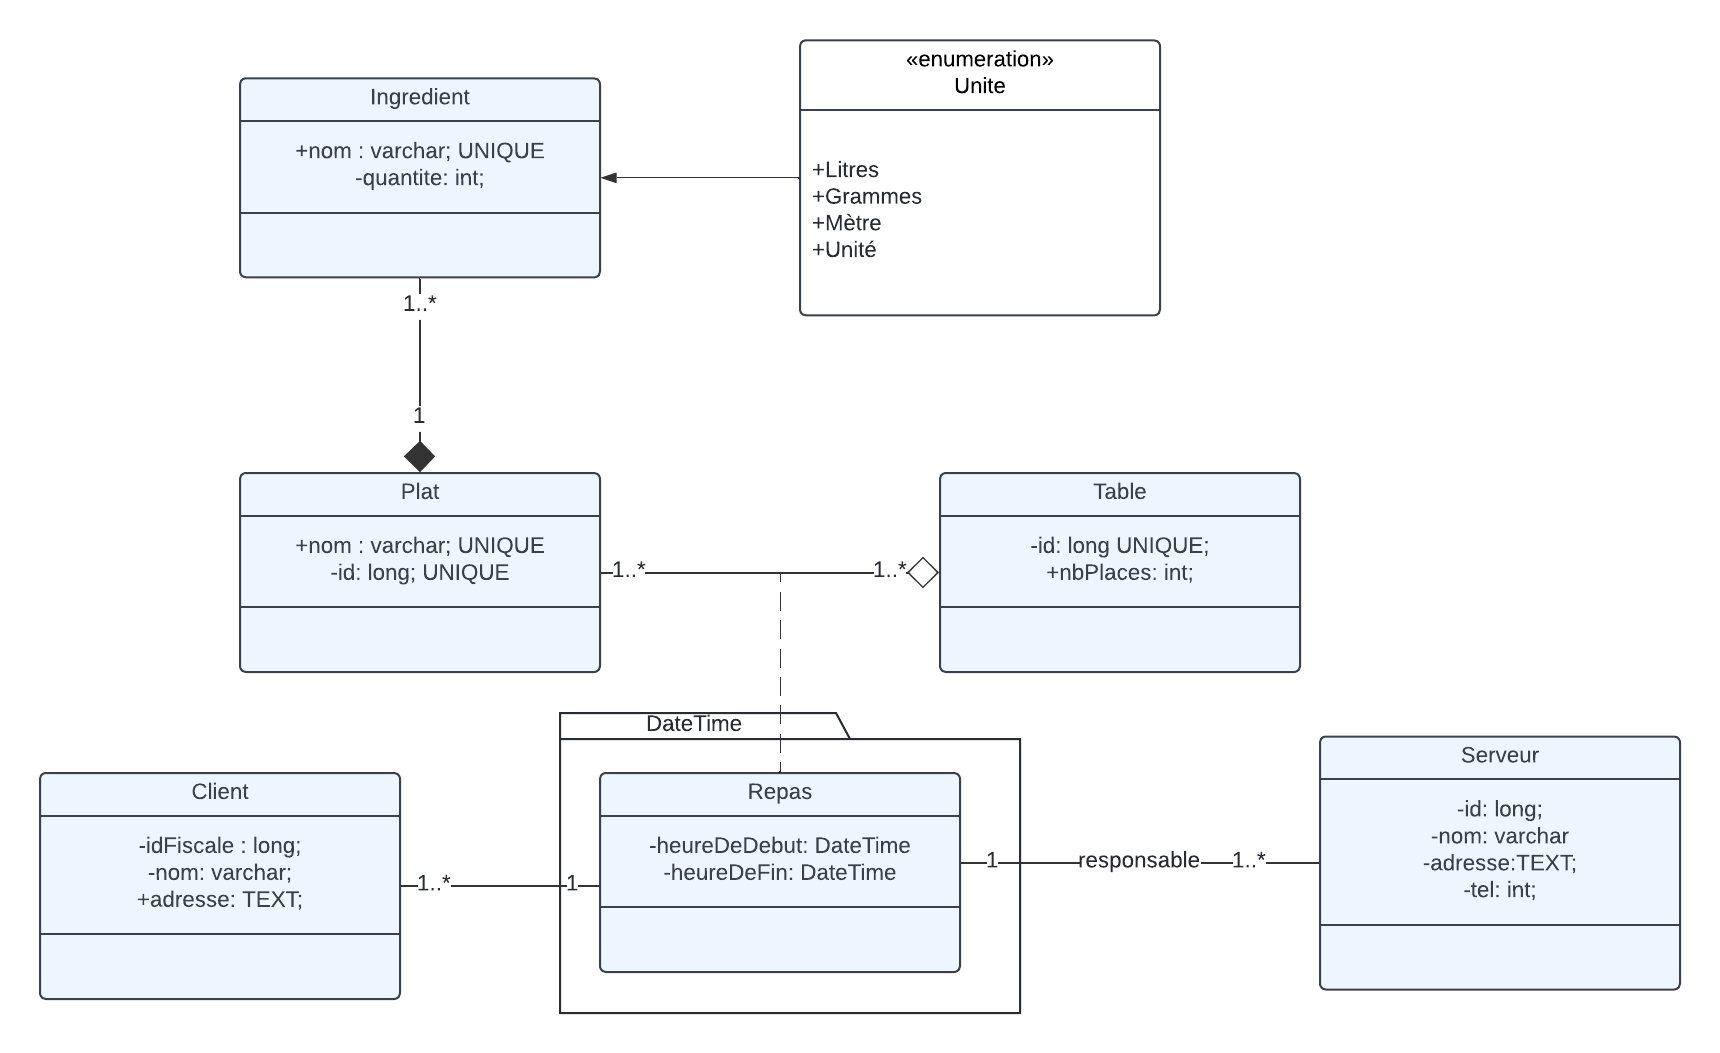 «enumeration»
Unite
+Litres
+Grammes
+Mètre
+Unité
Ingredient
+nom : varchar; UNIQUE
-quantite: int;
1..*
1
Plat
+nom : varchar; UNIQUE
-id: long; UNIQUE
1..*
1..*
Table
-id: long UNIQUE;
+nbPlaces: int;
DateTime
Client
-idFiscale : long;
-nom: varchar;
+adresse: TEXT;
1..*
1
Repas
-heureDeDebut: DateTime
-heureDeFin: DateTime
1
responsable
1..*
Serveur
-id: long;
-nom: varchar
-adresse:TEXT;
-tel: int;